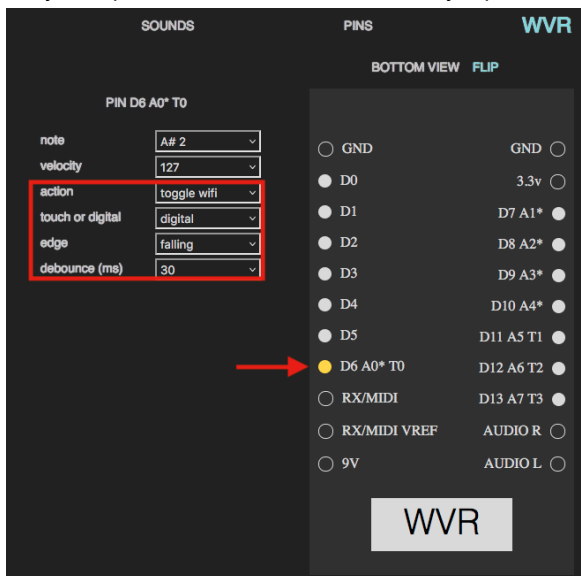 SOUNDS PINS WVR
BOTTOM VIEW FLIP
PIN D6 A0* T0
note A# 2
velocity 127
action toggle wifi
touch or digital digital
edge falling
debounce (ms) 30
GND GND
D0 3.3v
D1 D7 A1*
D2 D8 A2*
D3 D9 A3*
D4 D10 A4*
D5 D11 A5 T1
D6 A0* T0 D12 A6 T2
RX/MIDI D13 A7 T3
RX/MIDI VREF AUDIO R
9V AUDIO L
WVR